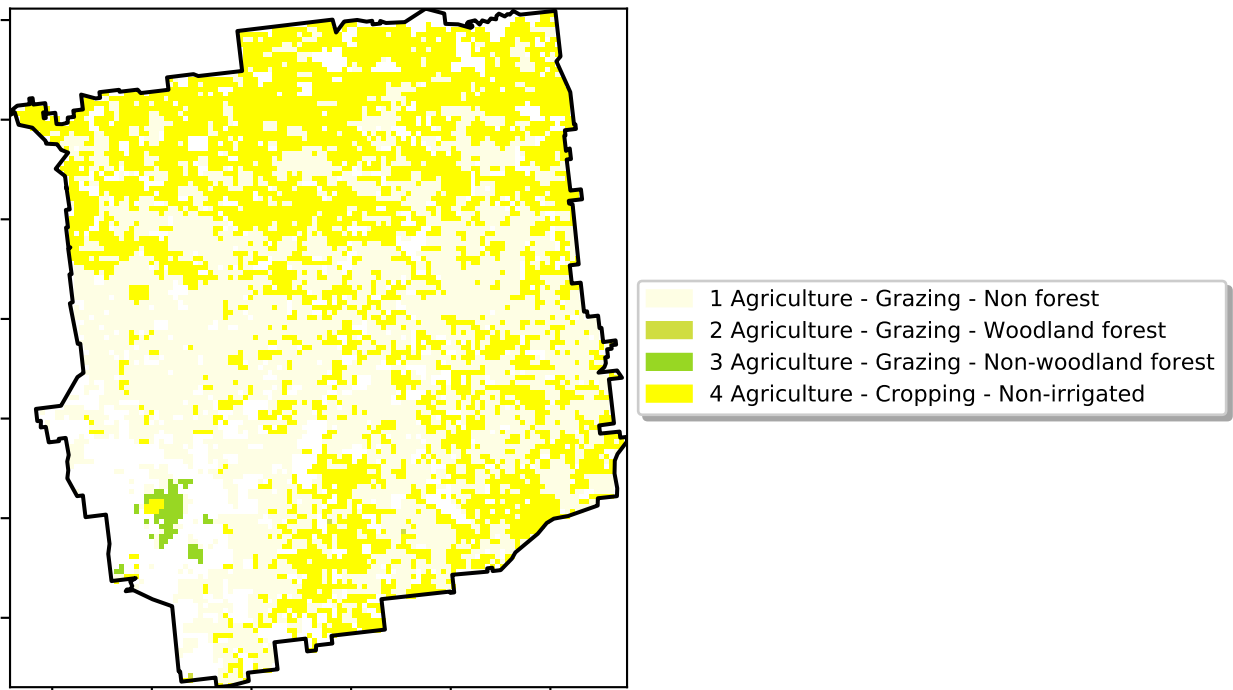 1 Agriculture - Grazing - Non forest
2 Agriculture - Grazing - Woodland forest
3 Agriculture - Grazing - Non-woodland forest
4 Agriculture - Cropping - Non-irrigated